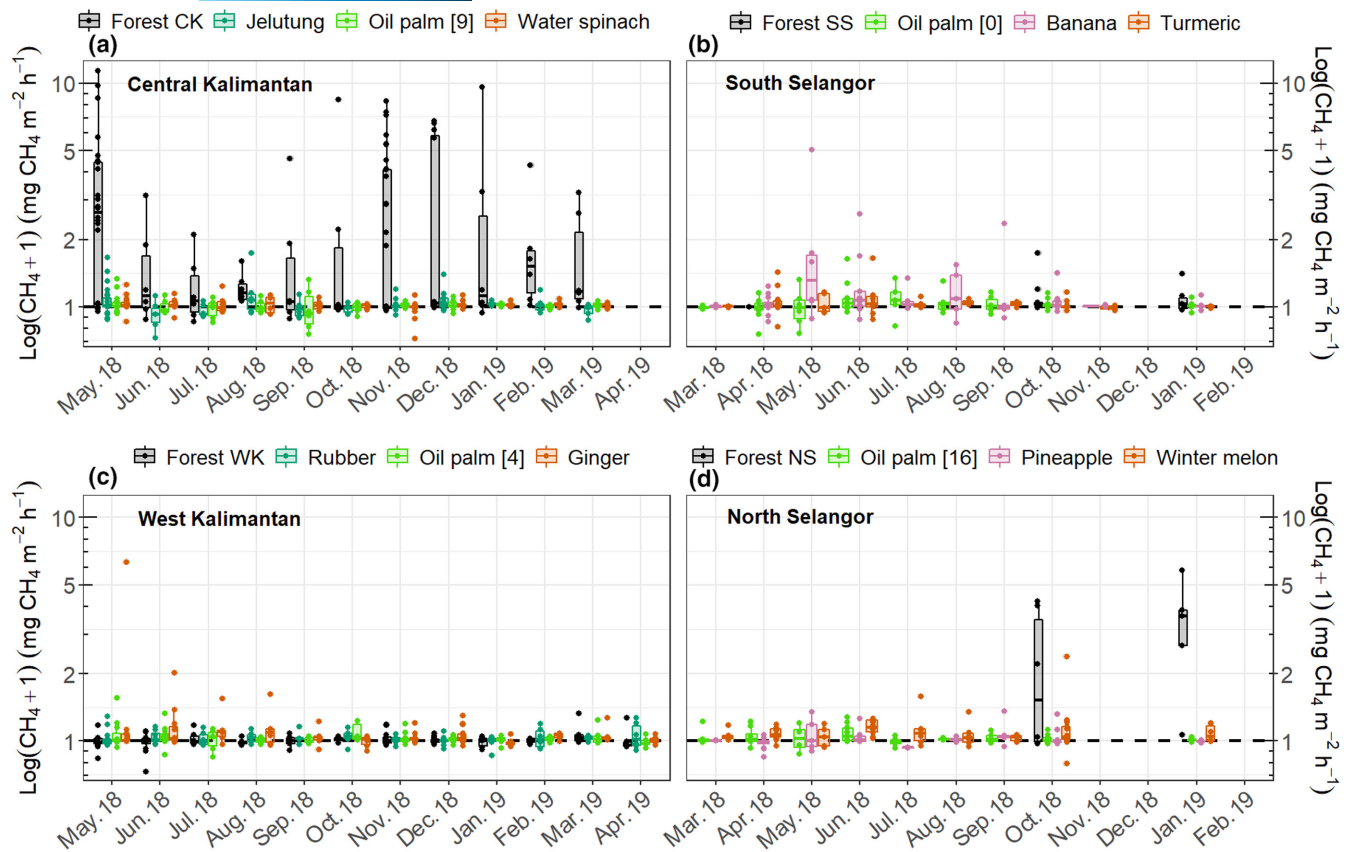 Forest CK Jelutung Oil palm [9] Water spinach
Forest SS Oil palm [0] Banana Turmeric
(a)
(b)
Central Kalimantan
South Selangor
Log(CH₄ + 1) (mg CH₄ m⁻² h⁻¹)
10
5
2
1
10
5
2
1
Log(CH₄ + 1) (mg CH₄ m⁻² h⁻¹)
May. 18 Jun. 18 Jul. 18 Aug. 18 Sep. 18 Oct. 18 Nov. 18 Dec. 18 Jan. 19 Feb. 19 Mar. 19 Apr. 19
Mar. 18 Apr. 18 May. 18 Jun. 18 Jul. 18 Aug. 18 Sep. 18 Oct. 18 Nov. 18 Dec. 18 Jan. 19 Feb. 19
Forest WK Rubber Oil palm [4] Ginger
Forest NS Oil palm [16] Pineapple Winter melon
(c)
(d)
West Kalimantan
North Selangor
Log(CH₄ + 1) (mg CH₄ m⁻² h⁻¹)
10
5
2
1
10
5
2
1
Log(CH₄ + 1) (mg CH₄ m⁻² h⁻¹)
May. 18 Jun. 18 Jul. 18 Aug. 18 Sep. 18 Oct. 18 Nov. 18 Dec. 18 Jan. 19 Feb. 19 Mar. 19 Apr. 19
Mar. 18 Apr. 18 May. 18 Jun. 18 Jul. 18 Aug. 18 Sep. 18 Oct. 18 Nov. 18 Dec. 18 Jan. 19 Feb. 19